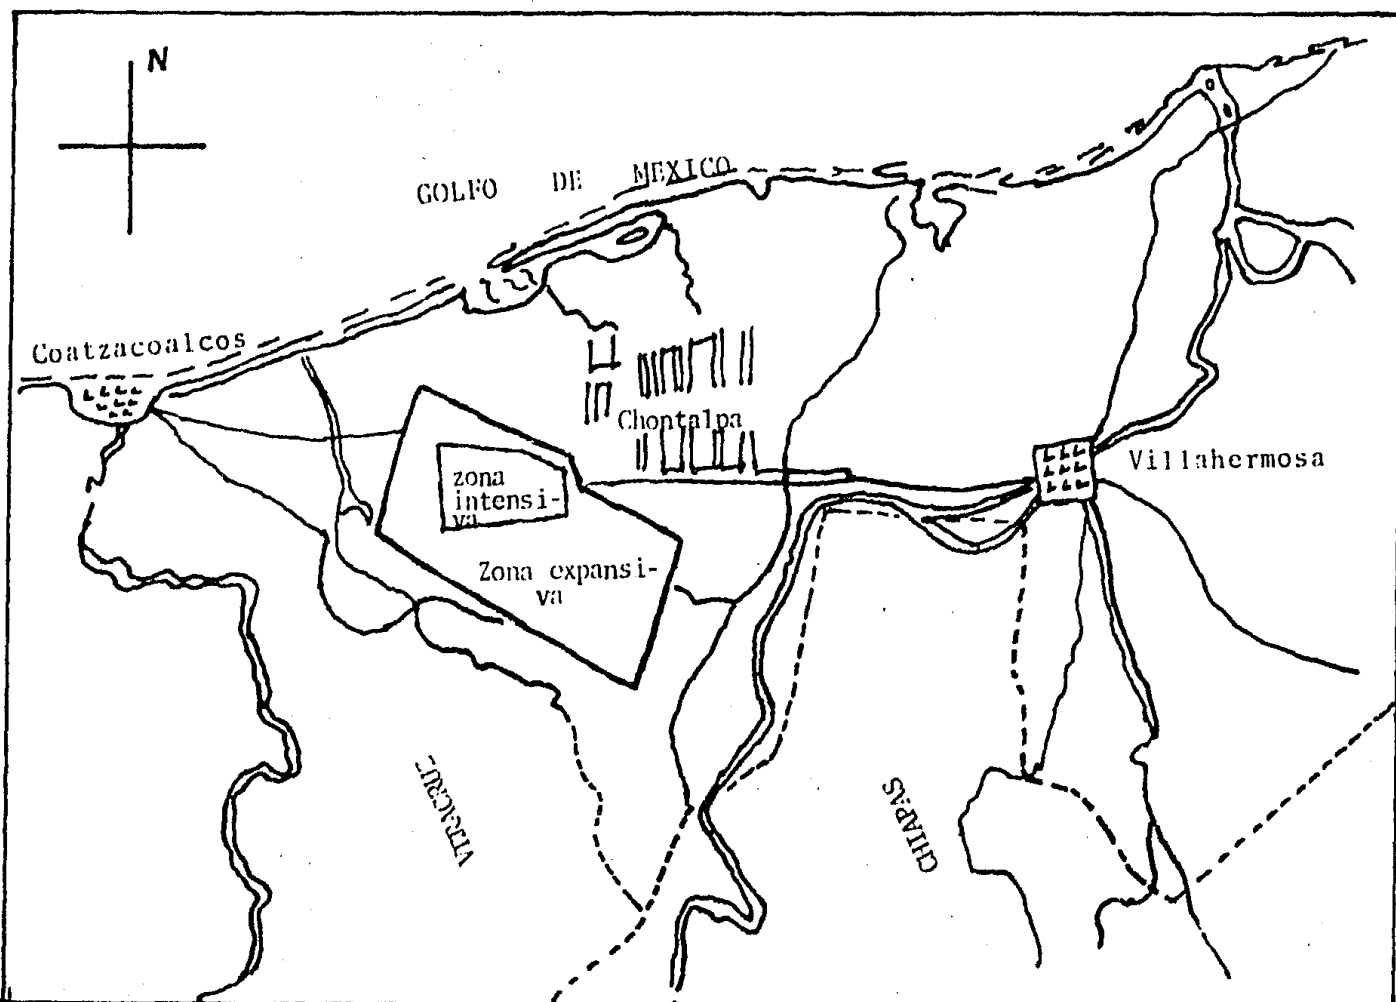 N
GOLFO DE MEXICO
Coatzacoalcos
Chontalpa
Villahermosa
zona
intensi-
va
Zona expansi-
va
VERACRUZ
CHIAPAS